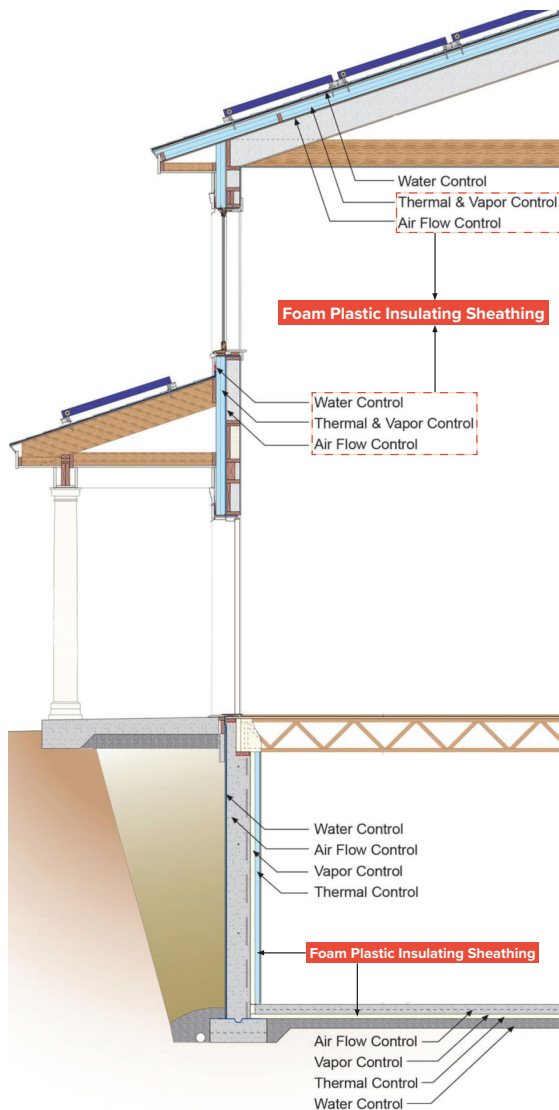 Water Control
Thermal & Vapor Control
Air Flow Control
Foam Plastic Insulating Sheathing
Water Control
Thermal & Vapor Control
Air Flow Control
Water Control
Air Flow Control
Vapor Control
Thermal Control
Foam Plastic Insulating Sheathing
Air Flow Control
Vapor Control
Thermal Control
Water Control